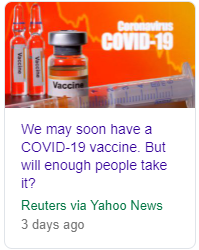 Coronavirus
COVID-19
Vaccine
Vaccine
Vaccine
We may soon have a
COVID-19 vaccine. But
will enough people take
it?
Reuters via Yahoo News
3 days ago